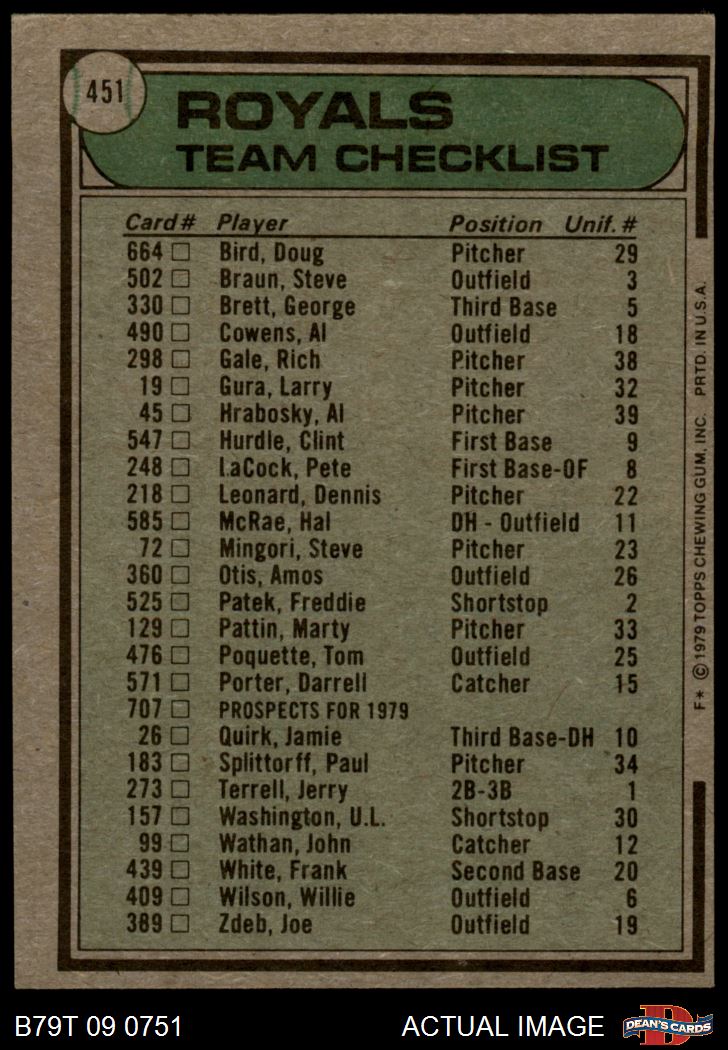 451
ROYALS
TEAM CHECKLIST
Card # Player Position Unif. #
664 Bird, Doug Pitcher 29
502 Braun, Steve Outfield 3
330 Brett, George Third Base 5
490 Cowens, Al Outfield 18
298 Gale, Rich Pitcher 38
19 Gura, Larry Pitcher 32
45 Hrabosky, Al Pitcher 39
547 Hurdle, Clint First Base 9
248 LaCock, Pete First Base-OF 8
218 Leonard, Dennis Pitcher 22
585 McRae, Hal DH - Outfield 11
72 Mingori, Steve Pitcher 23
360 Otis, Amos Outfield 26
525 Patek, Freddie Shortstop 2
129 Pattin, Marty Pitcher 33
476 Poquette, Tom Outfield 25
571 Porter, Darrell Catcher 15
707 PROSPECTS FOR 1979
26 Quirk, Jamie Third Base-DH 10
183 Splittorff, Paul Pitcher 34
273 Terrell, Jerry 2B-3B 1
157 Washington, U.L. Shortstop 30
99 Wathan, John Catcher 12
439 White, Frank Second Base 20
409 Wilson, Willie Outfield 6
389 Zdeb, Joe Outfield 19
F* © 1979 TOPPS CHEWING GUM, INC. PRTD. IN U.S.A.
B79T 09 0751 ACTUAL IMAGE D DEAN'S CARDS